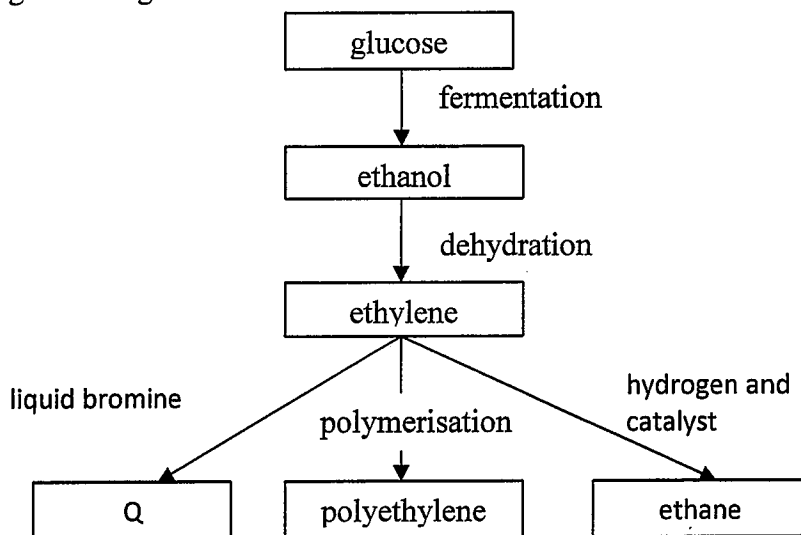 glucose
fermentation
ethanol
dehydration
ethylene
liquid bromine
polymerisation
hydrogen and
catalyst
Q
polyethylene
ethane